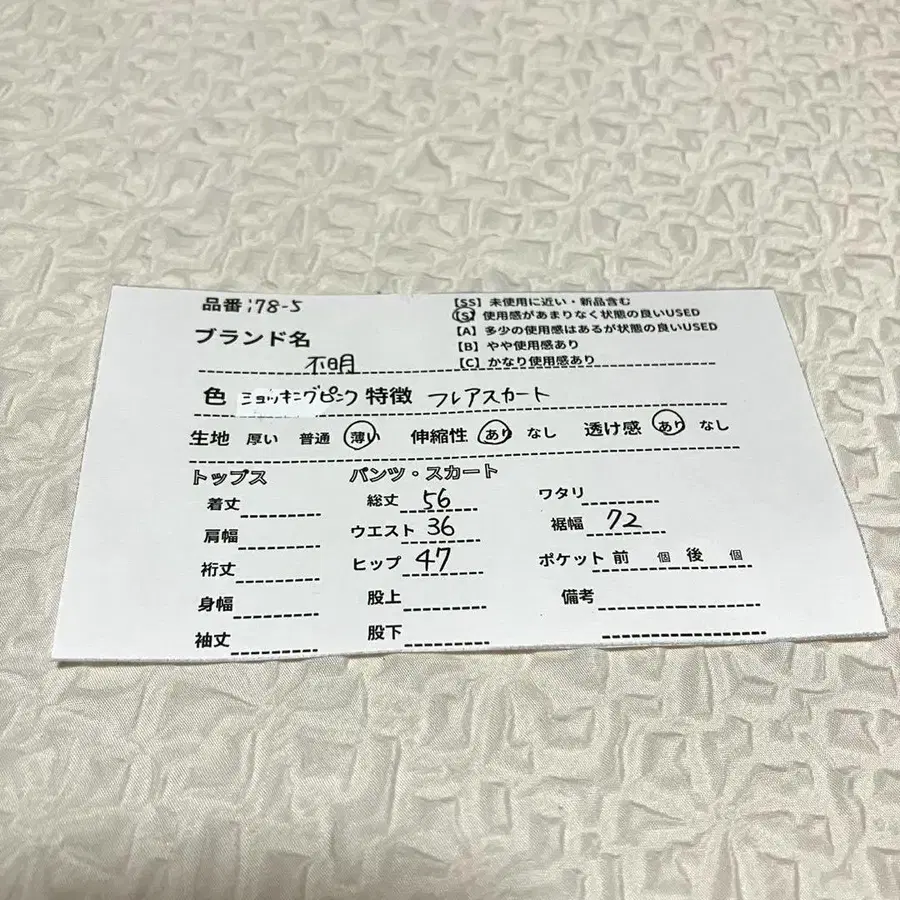 品番:78-5
ブランド名
不明
【SS】未使用に近い・新品含む
【S】使用感があまりなく状態の良いUSED
【A】多少の使用感はあるが状態の良いUSED
【B】やや使用感あり
【C】かなり使用感あり
色 ショッキングピンク 特徴 フレアスカート
生地 厚い 普通 薄い 伸縮性 あり なし 透け感 あり なし
トップス
着丈
肩幅
裄丈
身幅
袖丈
パンツ・スカート
総丈 56
ウエスト 36
ヒップ 47
股上
股下
ワタリ
裾幅 72
ポケット 前 個 後 個
備考